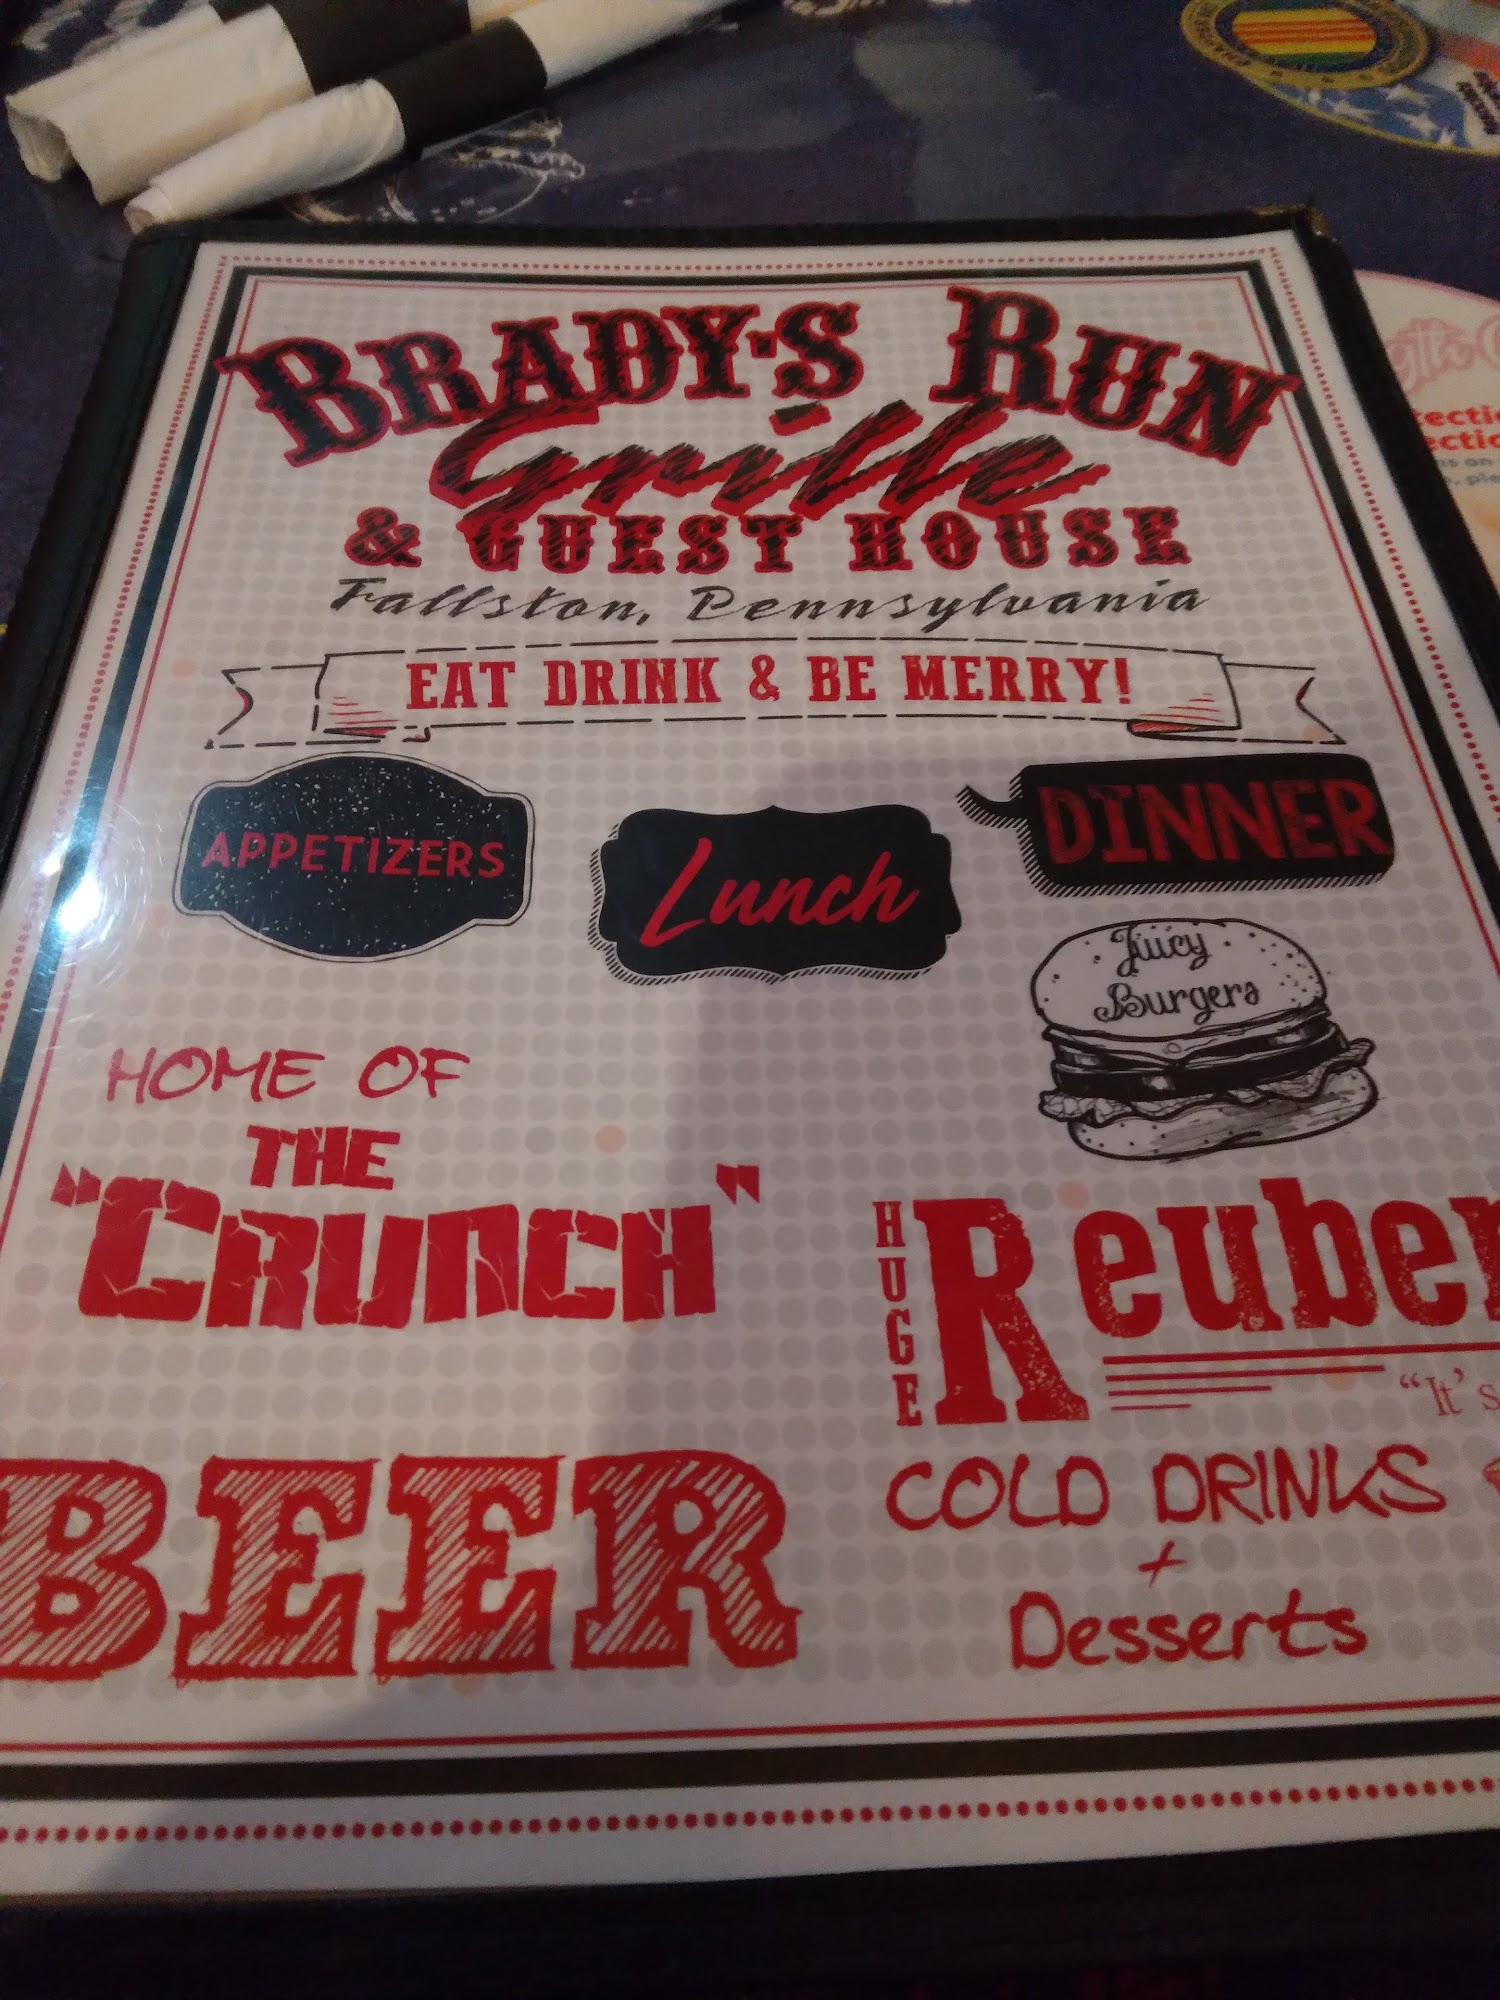 BRADY'S RUN
Grille
& GUEST HOUSE
Fallston, Pennsylvania
EAT DRINK & BE MERRY!
APPETIZERS
Lunch
DINNER
Juicy
Burgers
HOME OF
THE
"CRUNCH"
HUGE
Reuben
"It's
BEER
COLD DRINKS
+
Desserts